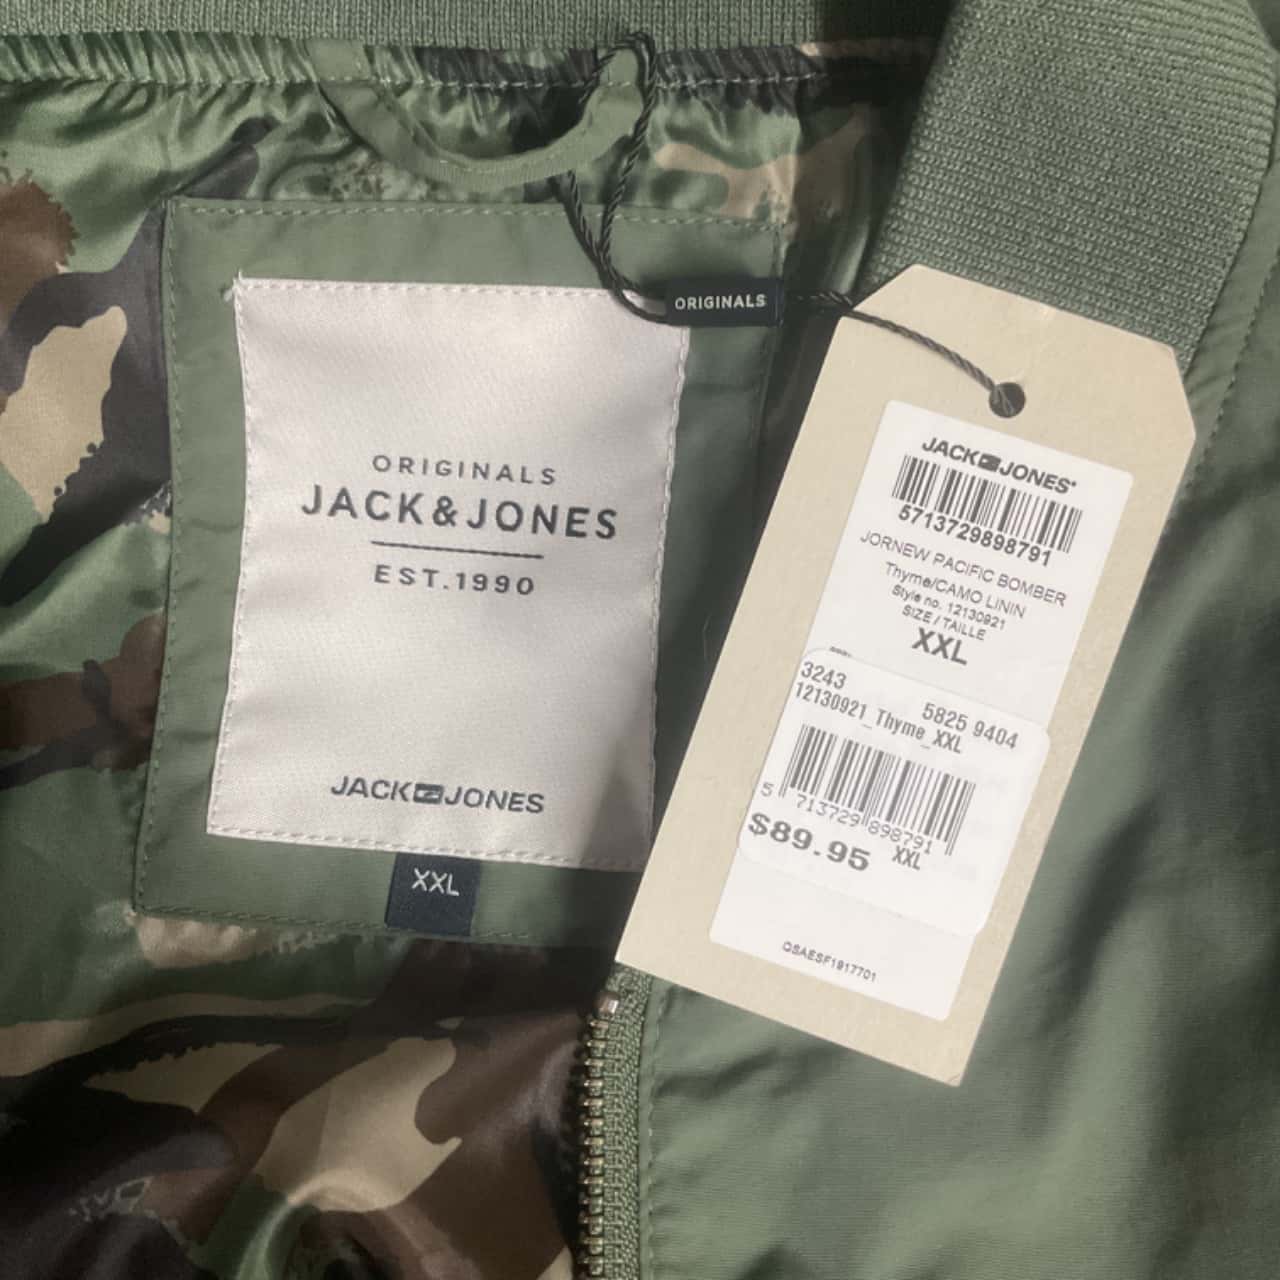 ORIGINALS
JACK & JONES
EST.1990
JACK JONES
XXL
ORIGINALS
JACK JONES
5713729898791
JORNEW PACIFIC BOMBER
Thyme/CAMO LININ
Style no. 12130921
SIZE / TAILLE
XXL
3243
5825 9404
12130921_Thyme_XXL
5 713729 898791
$89.95 XXL
QSAESF1917701